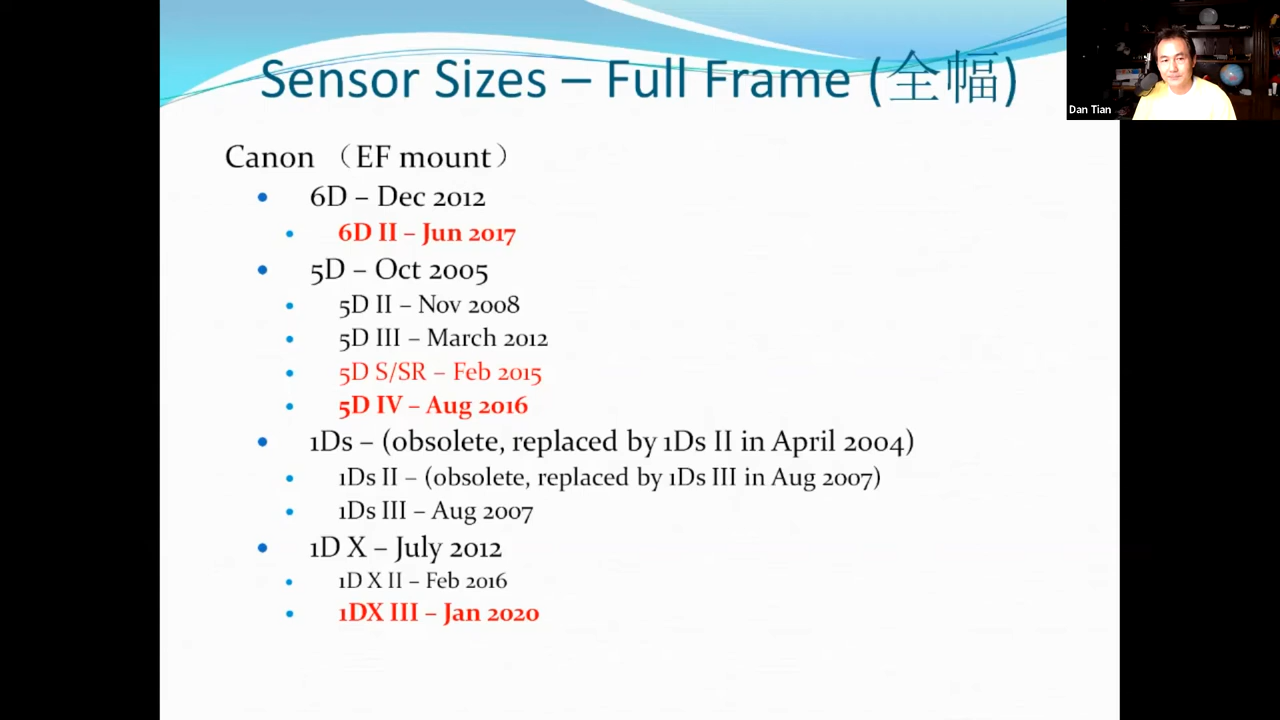 Sensor Sizes – Full Frame (全幅)
Dan Tian
Canon （EF mount）
6D – Dec 2012
6D II – Jun 2017
5D – Oct 2005
5D II – Nov 2008
5D III – March 2012
5D S/SR – Feb 2015
5D IV – Aug 2016
1Ds – (obsolete, replaced by 1Ds II in April 2004)
1Ds II – (obsolete, replaced by 1Ds III in Aug 2007)
1Ds III – Aug 2007
1D X – July 2012
1D X II – Feb 2016
1DX III – Jan 2020